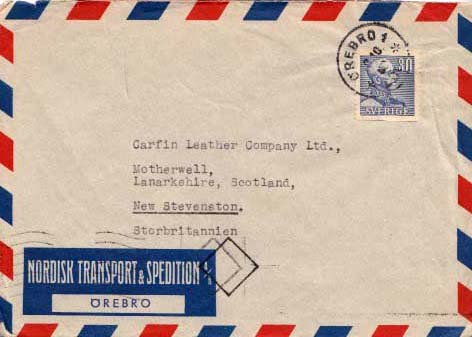 ÖREBRO 1
30
SVERIGE
Carfin Leather Company Ltd.,
Motherwell,
Lanarkshire, Scotland,
New Stevenston.
Storbritannien
NORDISK TRANSPORT & SPEDITION
ÖREBRO